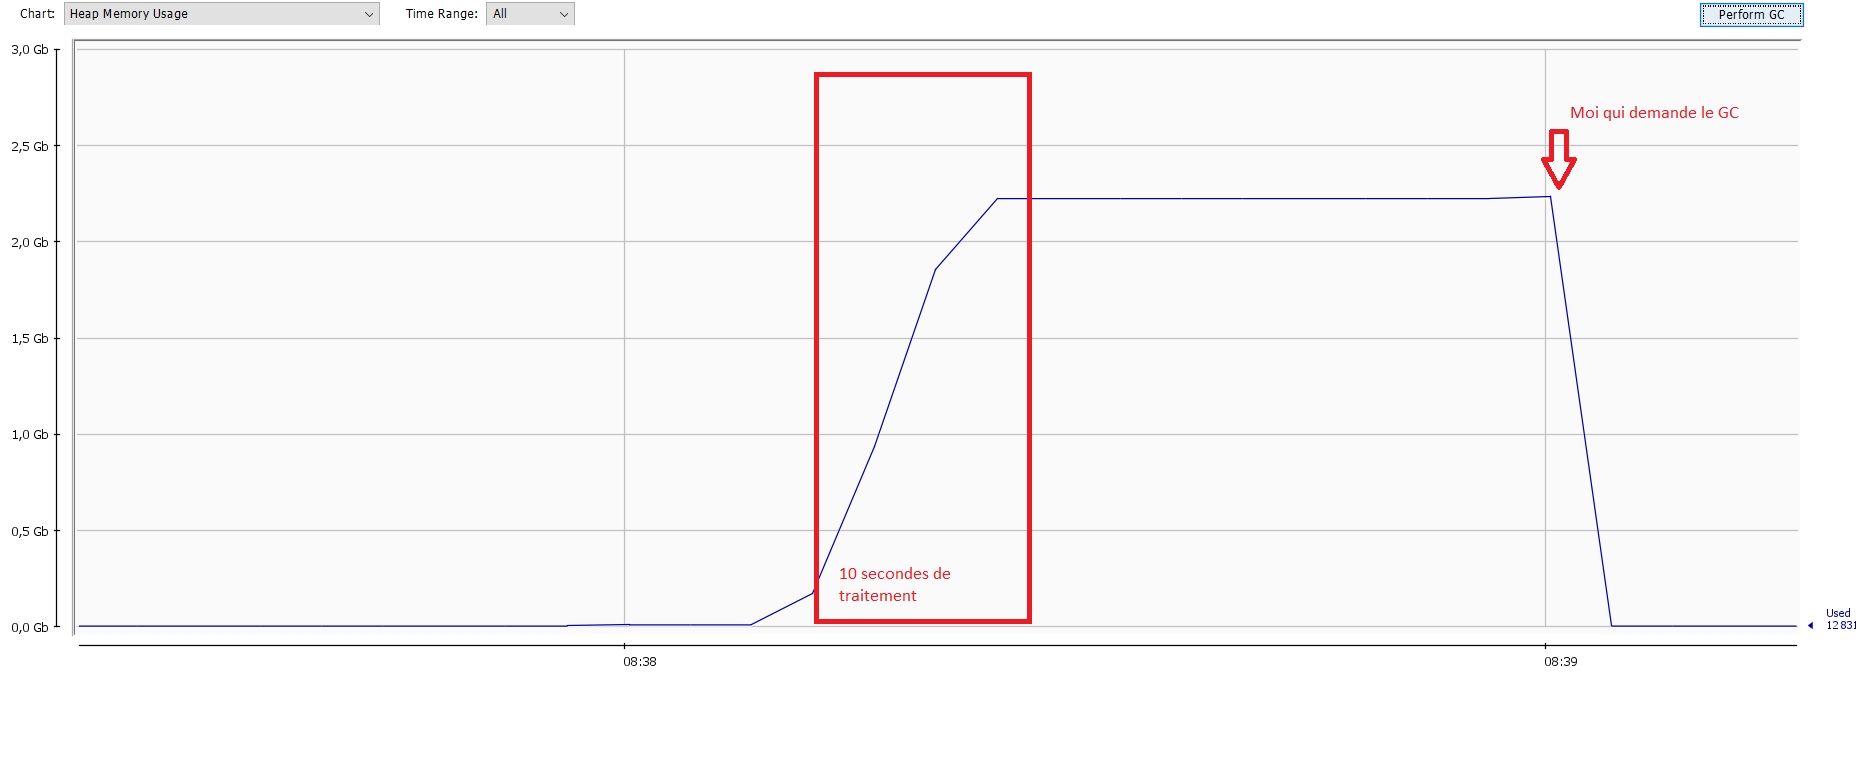 Chart: Heap Memory Usage Time Range: All Perform GC
3,0 Gb
Moi qui demande le GC
2,5 Gb
2,0 Gb
1,5 Gb
1,0 Gb
0,5 Gb
10 secondes de
traitement
Used
0,0 Gb
12 831
08:38 08:39